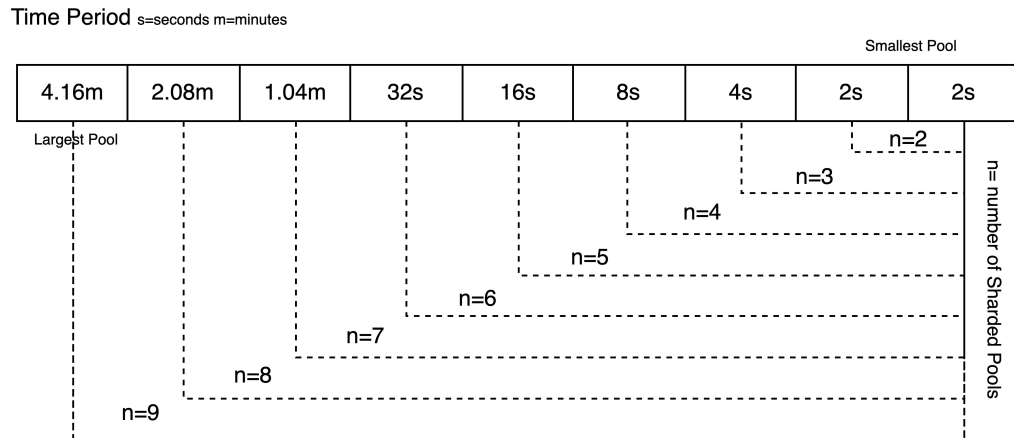 Time Period s=seconds m=minutes
Smallest Pool
4.16m 2.08m 1.04m 32s 16s 8s 4s 2s 2s
Largest Pool
n=2
n=3
n=4
n=5
n=6
n=7
n=8
n=9
n= number of Sharded Pools